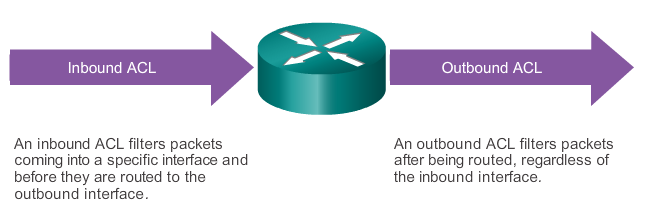 Inbound ACL
Outbound ACL
An inbound ACL filters packets
coming into a specific interface and
before they are routed to the
outbound interface.
An outbound ACL filters packets
after being routed, regardless of
the inbound interface.